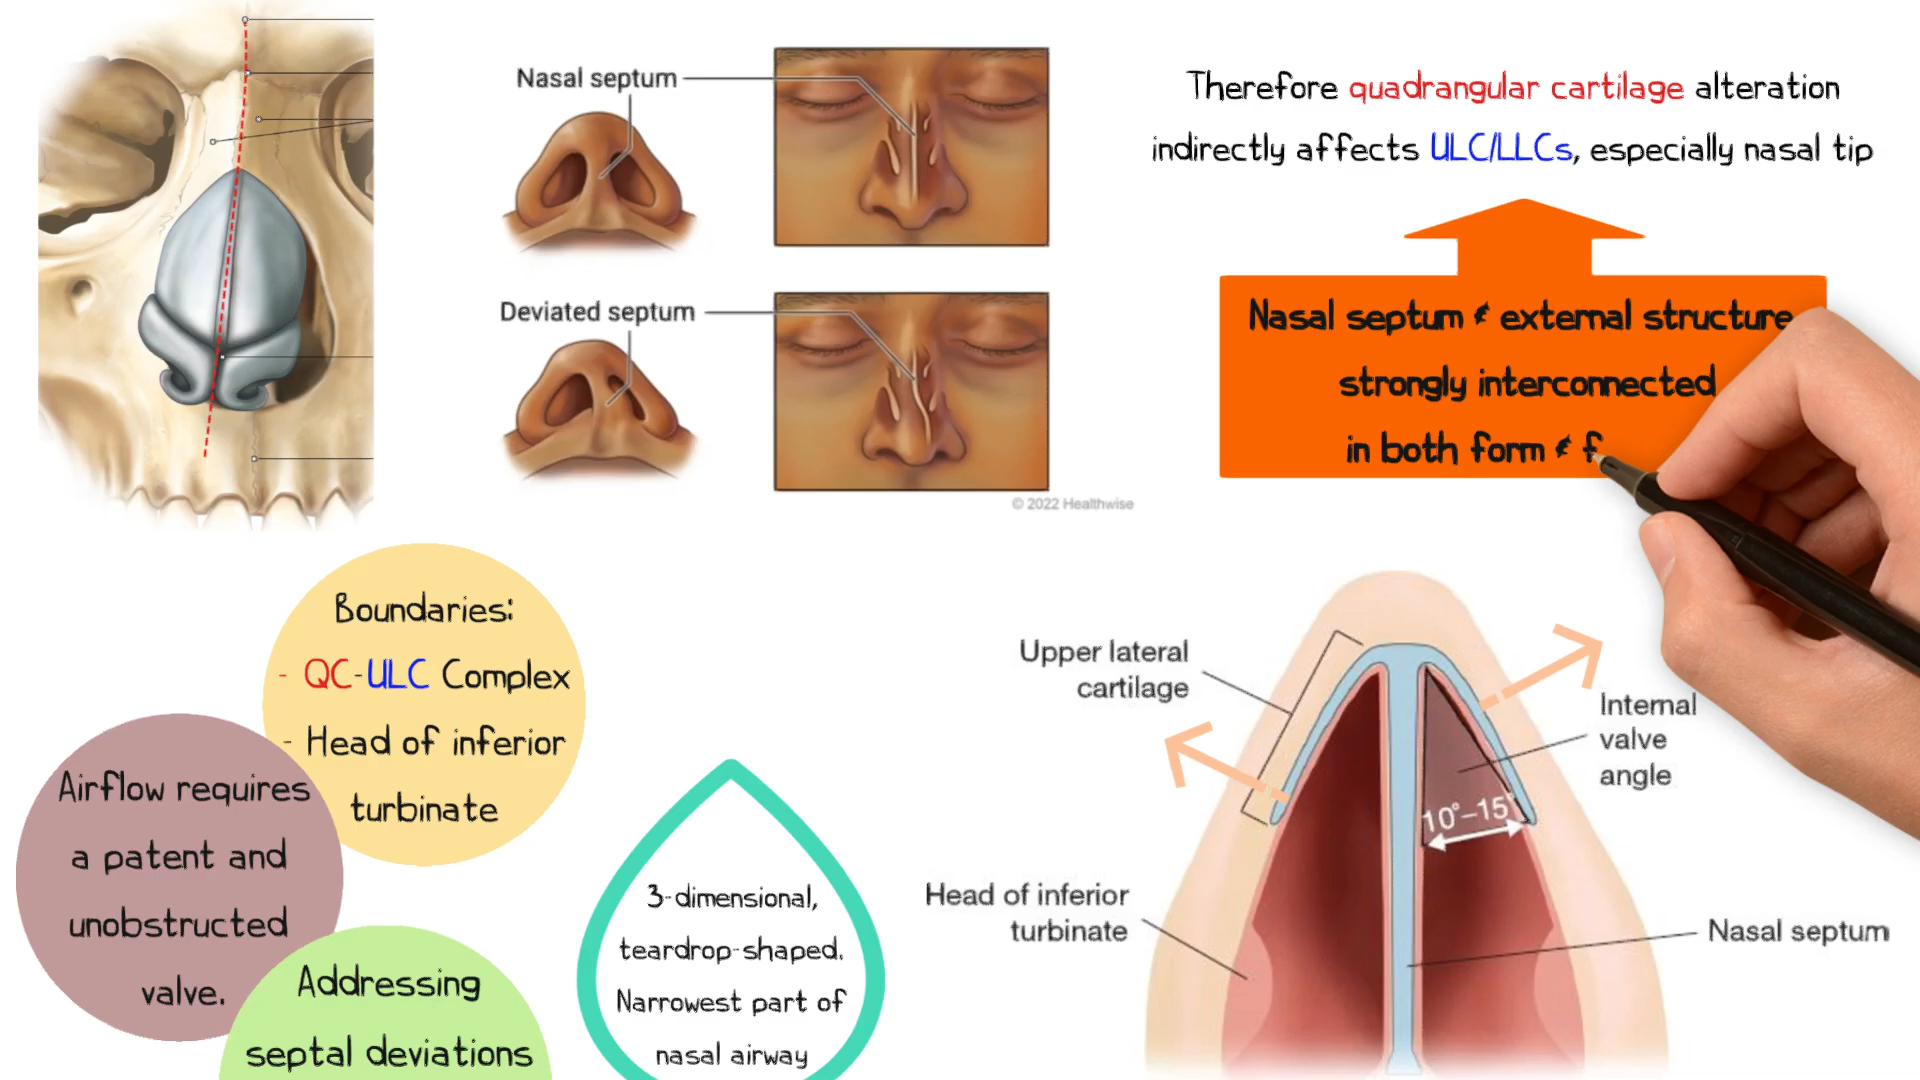 Nasal septum
Deviated septum
© 2022 Healthwise
Therefore quadrangular cartilage alteration
indirectly affects ULC/LLCs, especially nasal tip
Nasal septum & external structure
strongly interconnected
in both form & f
Boundaries:
- QC-ULC Complex
- Head of inferior
turbinate
Airflow requires
a patent and
unobstructed
valve.
Addressing
septal deviations
3-dimensional,
teardrop-shaped.
Narrowest part of
nasal airway
Upper lateral
cartilage
Internal
valve
angle
10°-15°
Head of inferior
turbinate
Nasal septum